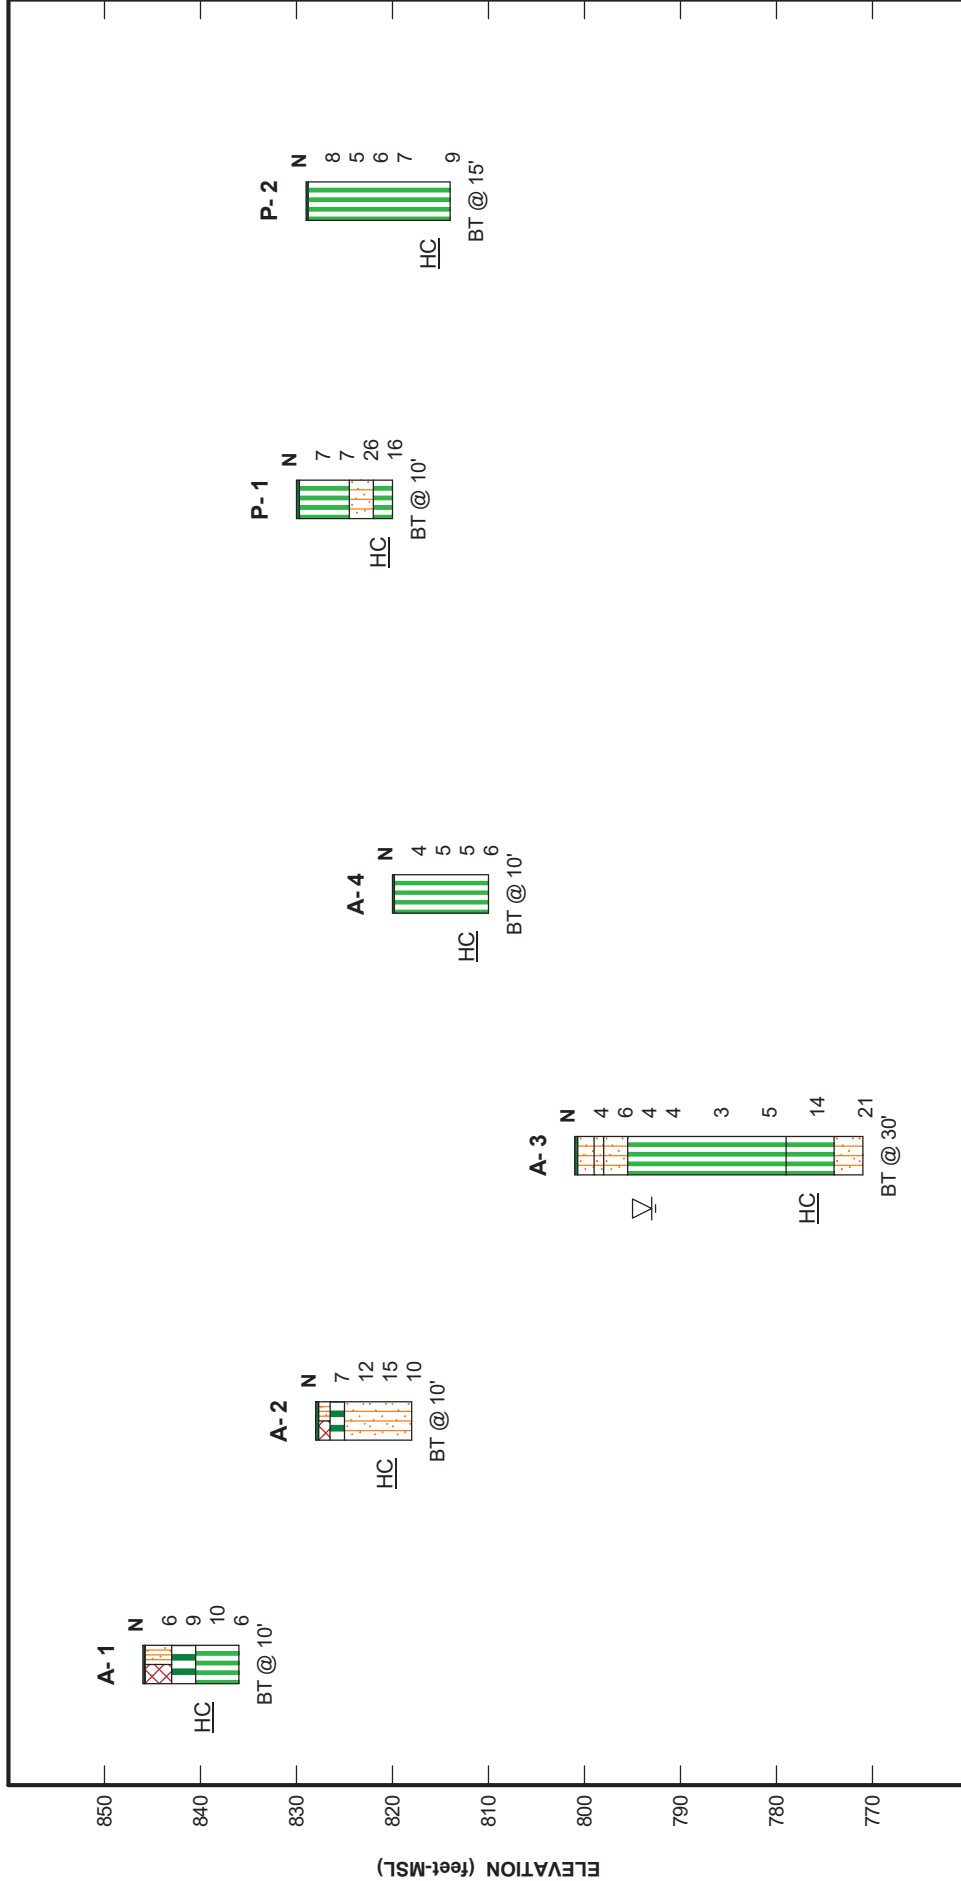 ELEVATION (feet-MSL)
850
840
830
820
810
800
790
780
770
A-1
N
6
9
10
6
HC
BT @ 10'
A-2
N
7
12
15
10
HC
BT @ 10'
A-3
N
4
6
4
4
3
5
14
21
HC
BT @ 30'
A-4
N
4
5
5
6
HC
BT @ 10'
P-1
N
7
7
26
16
HC
BT @ 10'
P-2
N
8
5
6
7
9
HC
BT @ 15'